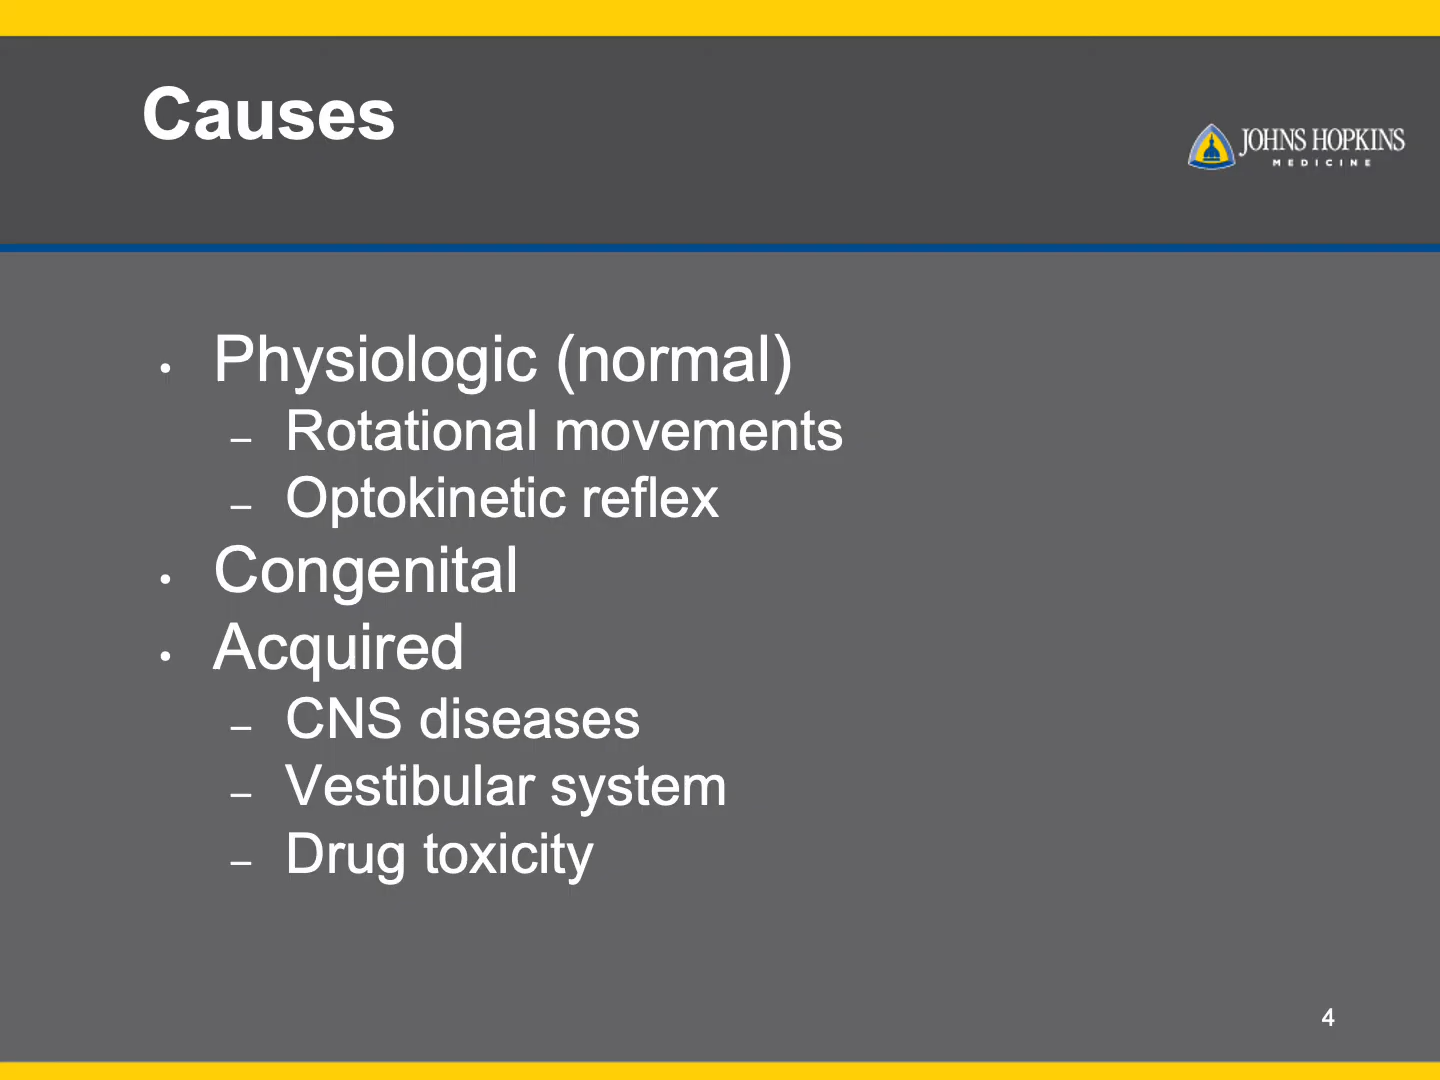 Causes
JOHNS HOPKINS
MEDICINE
• Physiologic (normal)
– Rotational movements
– Optokinetic reflex
• Congenital
• Acquired
– CNS diseases
– Vestibular system
– Drug toxicity
4